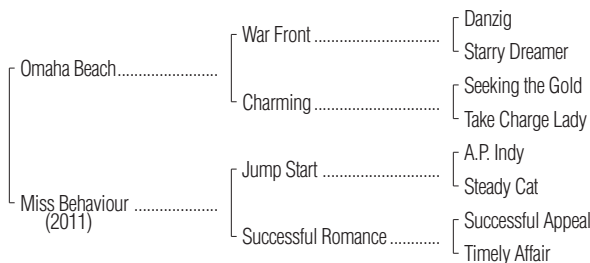 Danzig
War Front ..............................
Starry Dreamer
Omaha Beach........................
Seeking the Gold
Charming ..............................
Take Charge Lady
A.P. Indy
Jump Start ............................
Steady Cat
Miss Behaviour ....................
(2011)
Successful Appeal
Successful Romance............
Timely Affair